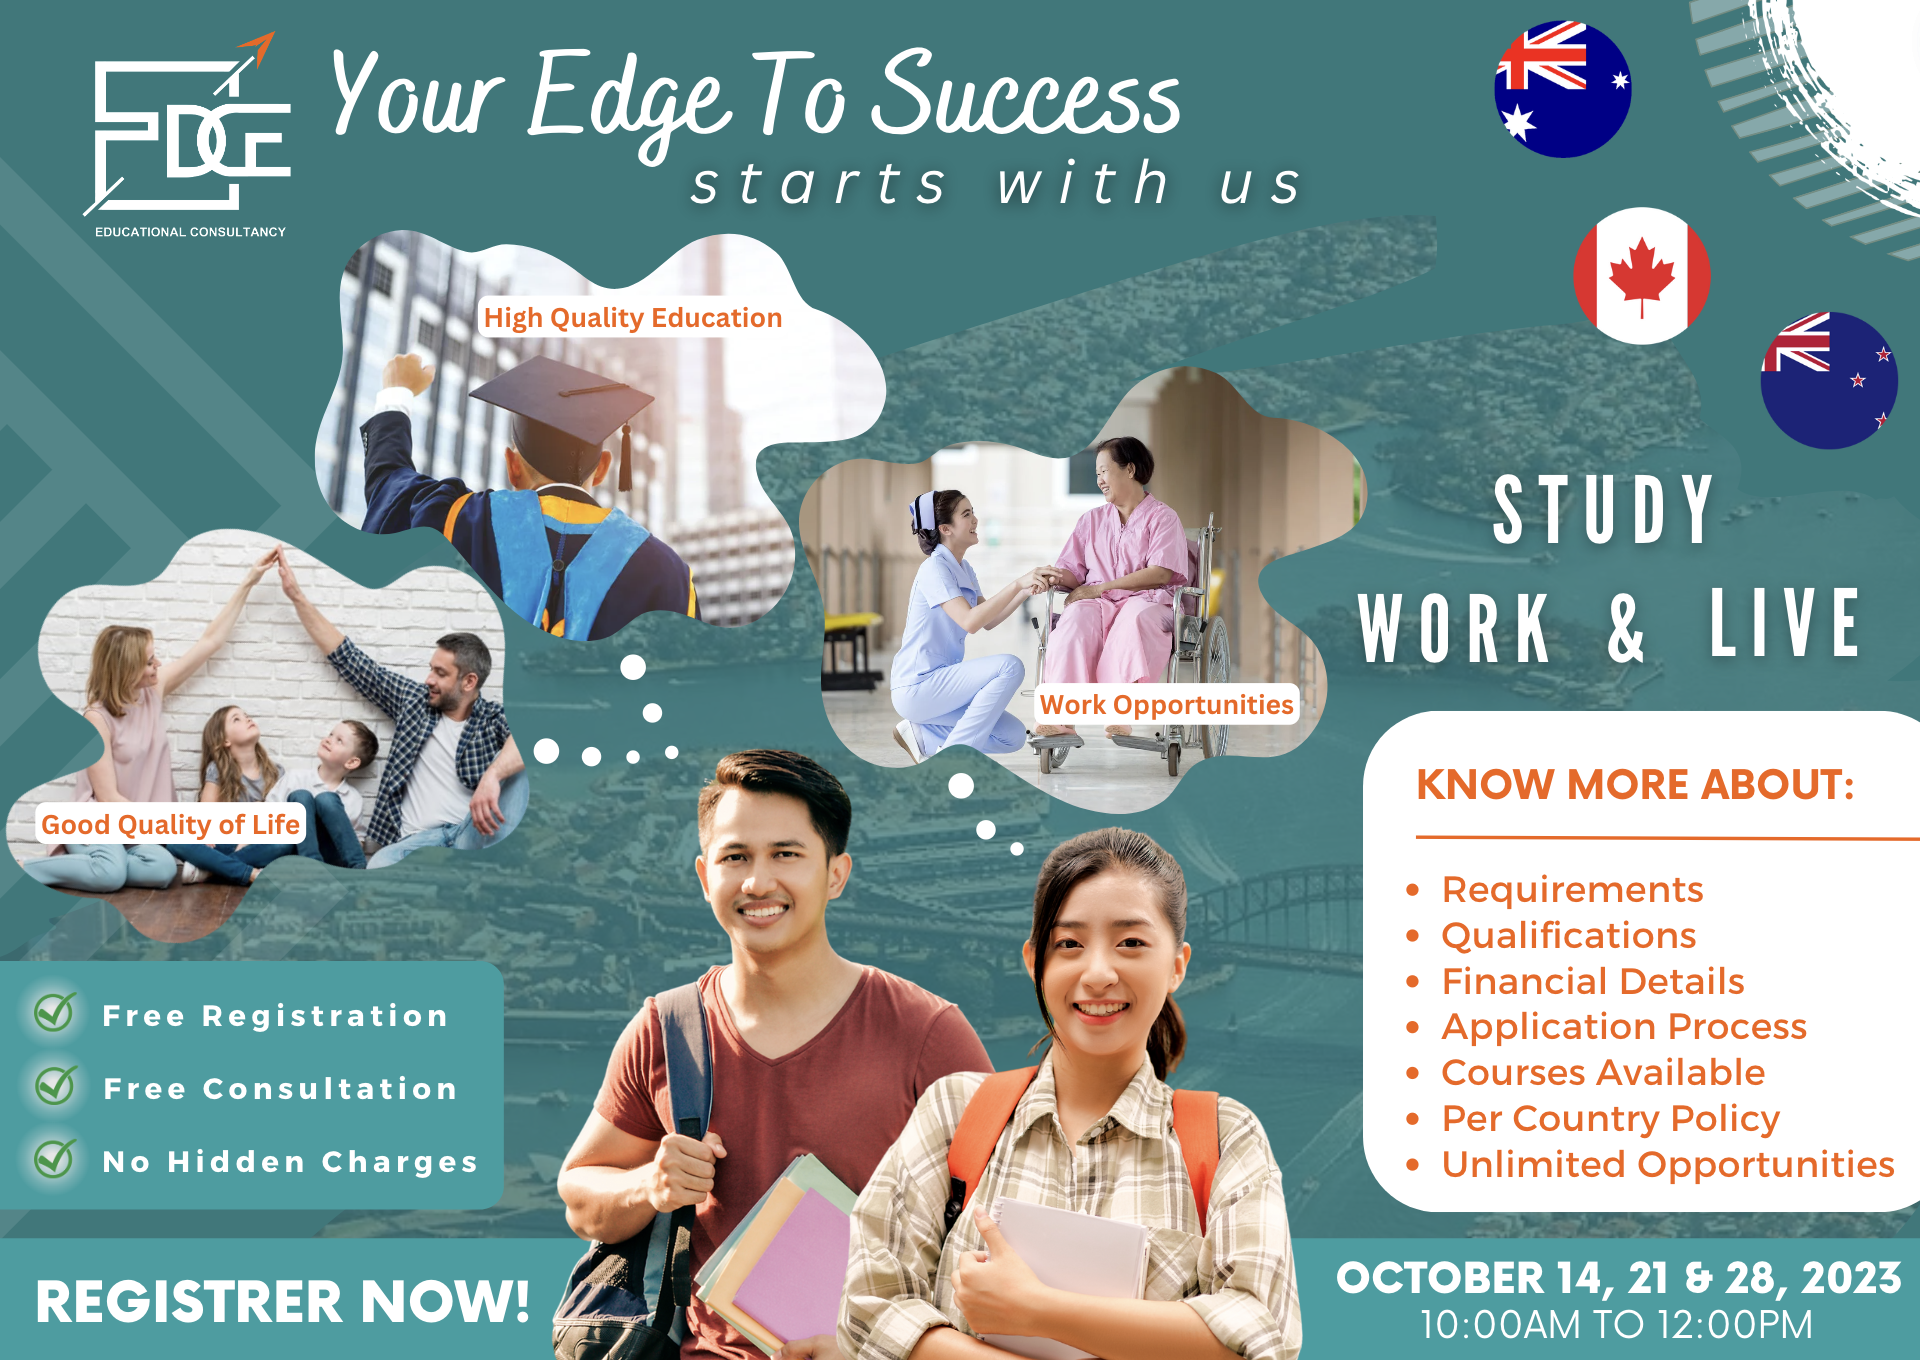 EDGE
EDUCATIONAL CONSULTANCY
Your Edge To Success
starts with us
High Quality Education
Work Opportunities
Good Quality of Life
STUDY
WORK & LIVE
KNOW MORE ABOUT:
• Requirements
• Qualifications
• Financial Details
• Application Process
• Courses Available
• Per Country Policy
• Unlimited Opportunities
Free Registration
Free Consultation
No Hidden Charges
REGISTRER NOW!
OCTOBER 14, 21 & 28, 2023
10:00AM TO 12:00PM